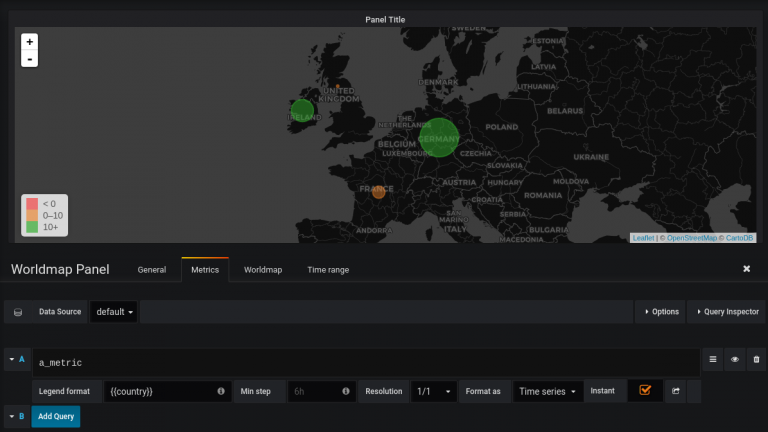 Panel Title
+
-
SWEDEN
ESTONIA
LATVIA
DENMARK
LITHUANIA
UNITED
KINGDOM
BELARUS
IRELAND
THE
NETHERLANDS
POLAND
GERMANY
BELGIUM
LUXEMBOURG
CZECHIA
UKRAINE
SLOVAKIA
FRANCE
AUSTRIA
HUNGARY
MOLDOVA
ROMANIA
CROATIA
SAN
MARINO
SERBIA
ITALY
BULGARIA
ANDORRA
MACEDONIA
< 0
0–10
10+
Leaflet | © OpenStreetMap © CartoDB
Worldmap Panel General Metrics Worldmap Time range ×
Data Source default Options Query Inspector
A a_metric
Legend format {{country}} Min step 6h Resolution 1/1 Format as Time series Instant
B Add Query